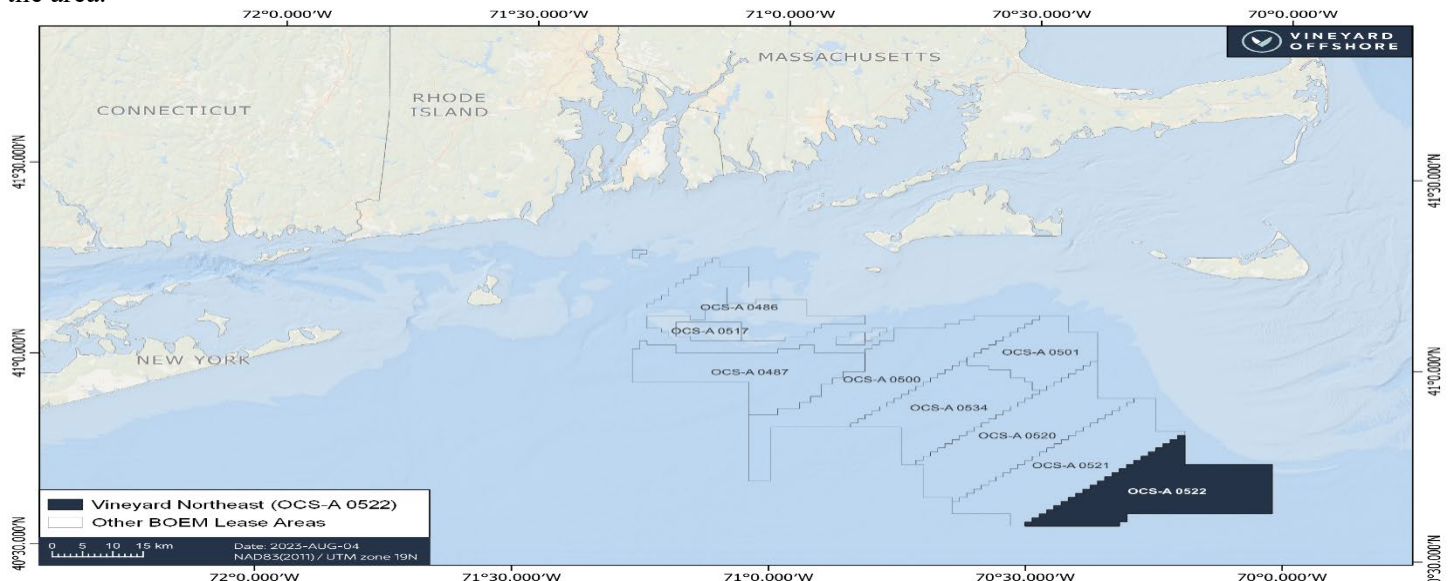 the area.
72°0.000'W 71°30.000'W 71°0.000'W 70°30.000'W 70°0.000'W
VINEYARD
OFFSHORE
MASSACHUSETTS
CONNECTICUT
RHODE
ISLAND
41°30.000'N
41°30.000'N
OCS-A 0486
OCS-A 0517
NEW YORK
OCS-A 0501
41°0.000'N
41°0.000'N
OCS-A 0487
OCS-A 0500
OCS-A 0534
OCS-A 0520
OCS-A 0521
OCS-A 0522
Vineyard Northeast (OCS-A 0522)
Other BOEM Lease Areas
0 5 10 15 km
Date: 2023-AUG-04
NAD83(2011) / UTM zone 19N
40°30.000'N
40°30.000'N
72°0.000'W 71°30.000'W 71°0.000'W 70°30.000'W 70°0.000'W